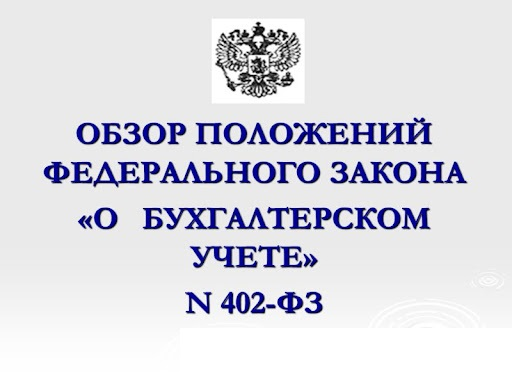 ОБЗОР ПОЛОЖЕНИЙ
ФЕДЕРАЛЬНОГО ЗАКОНА
«О БУХГАЛТЕРСКОМ
УЧЕТЕ»
N 402-ФЗ